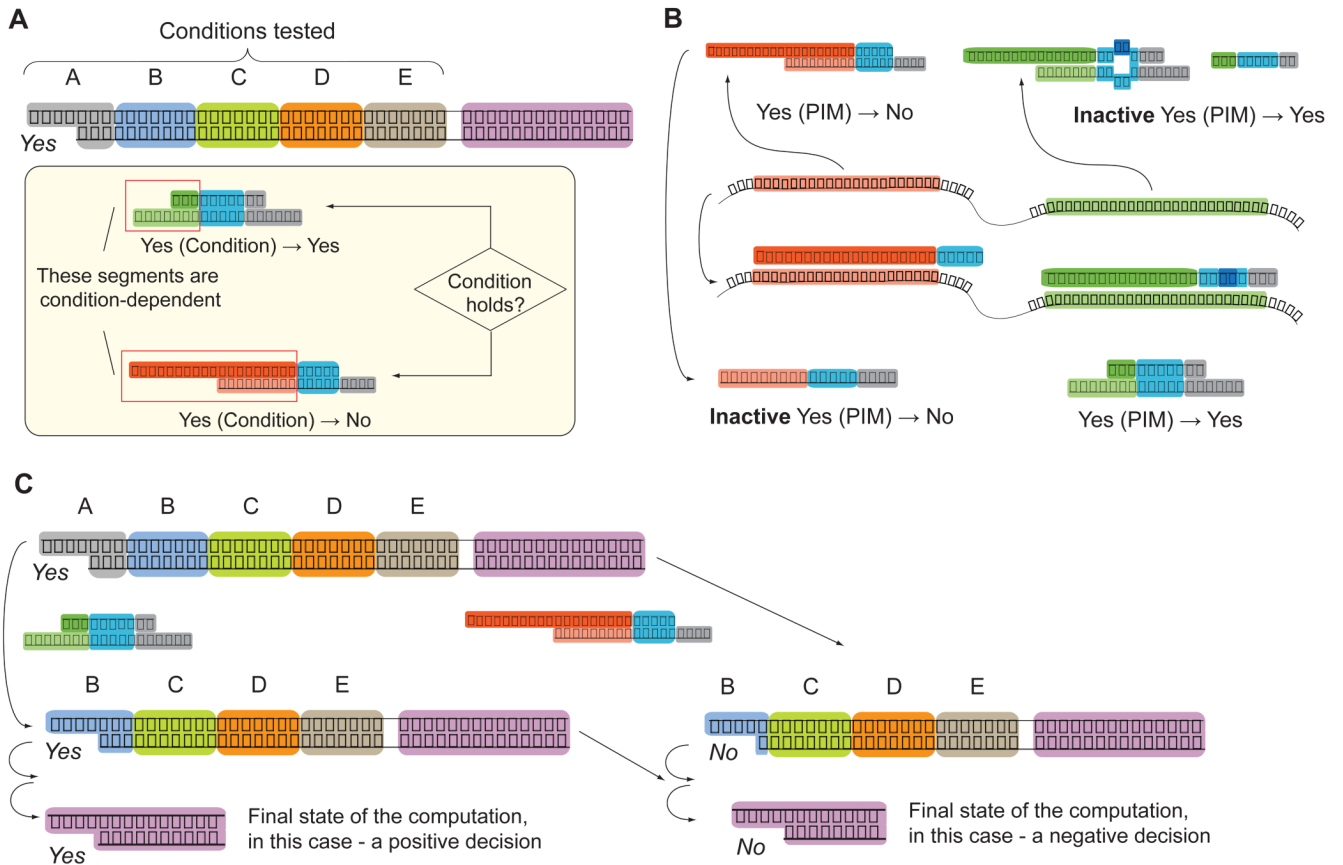 A
Conditions tested
A B C D E
Yes
Yes (Condition) → Yes
These segments are
condition-dependent
Condition
holds?
Yes (Condition) → No
B
Yes (PIM) → No
Inactive Yes (PIM) → Yes
Inactive Yes (PIM) → No
Yes (PIM) → Yes
C
A B C D E
Yes
B C D E
Yes
B C D E
No
Final state of the computation,
in this case - a positive decision
Yes
Final state of the computation,
in this case - a negative decision
No